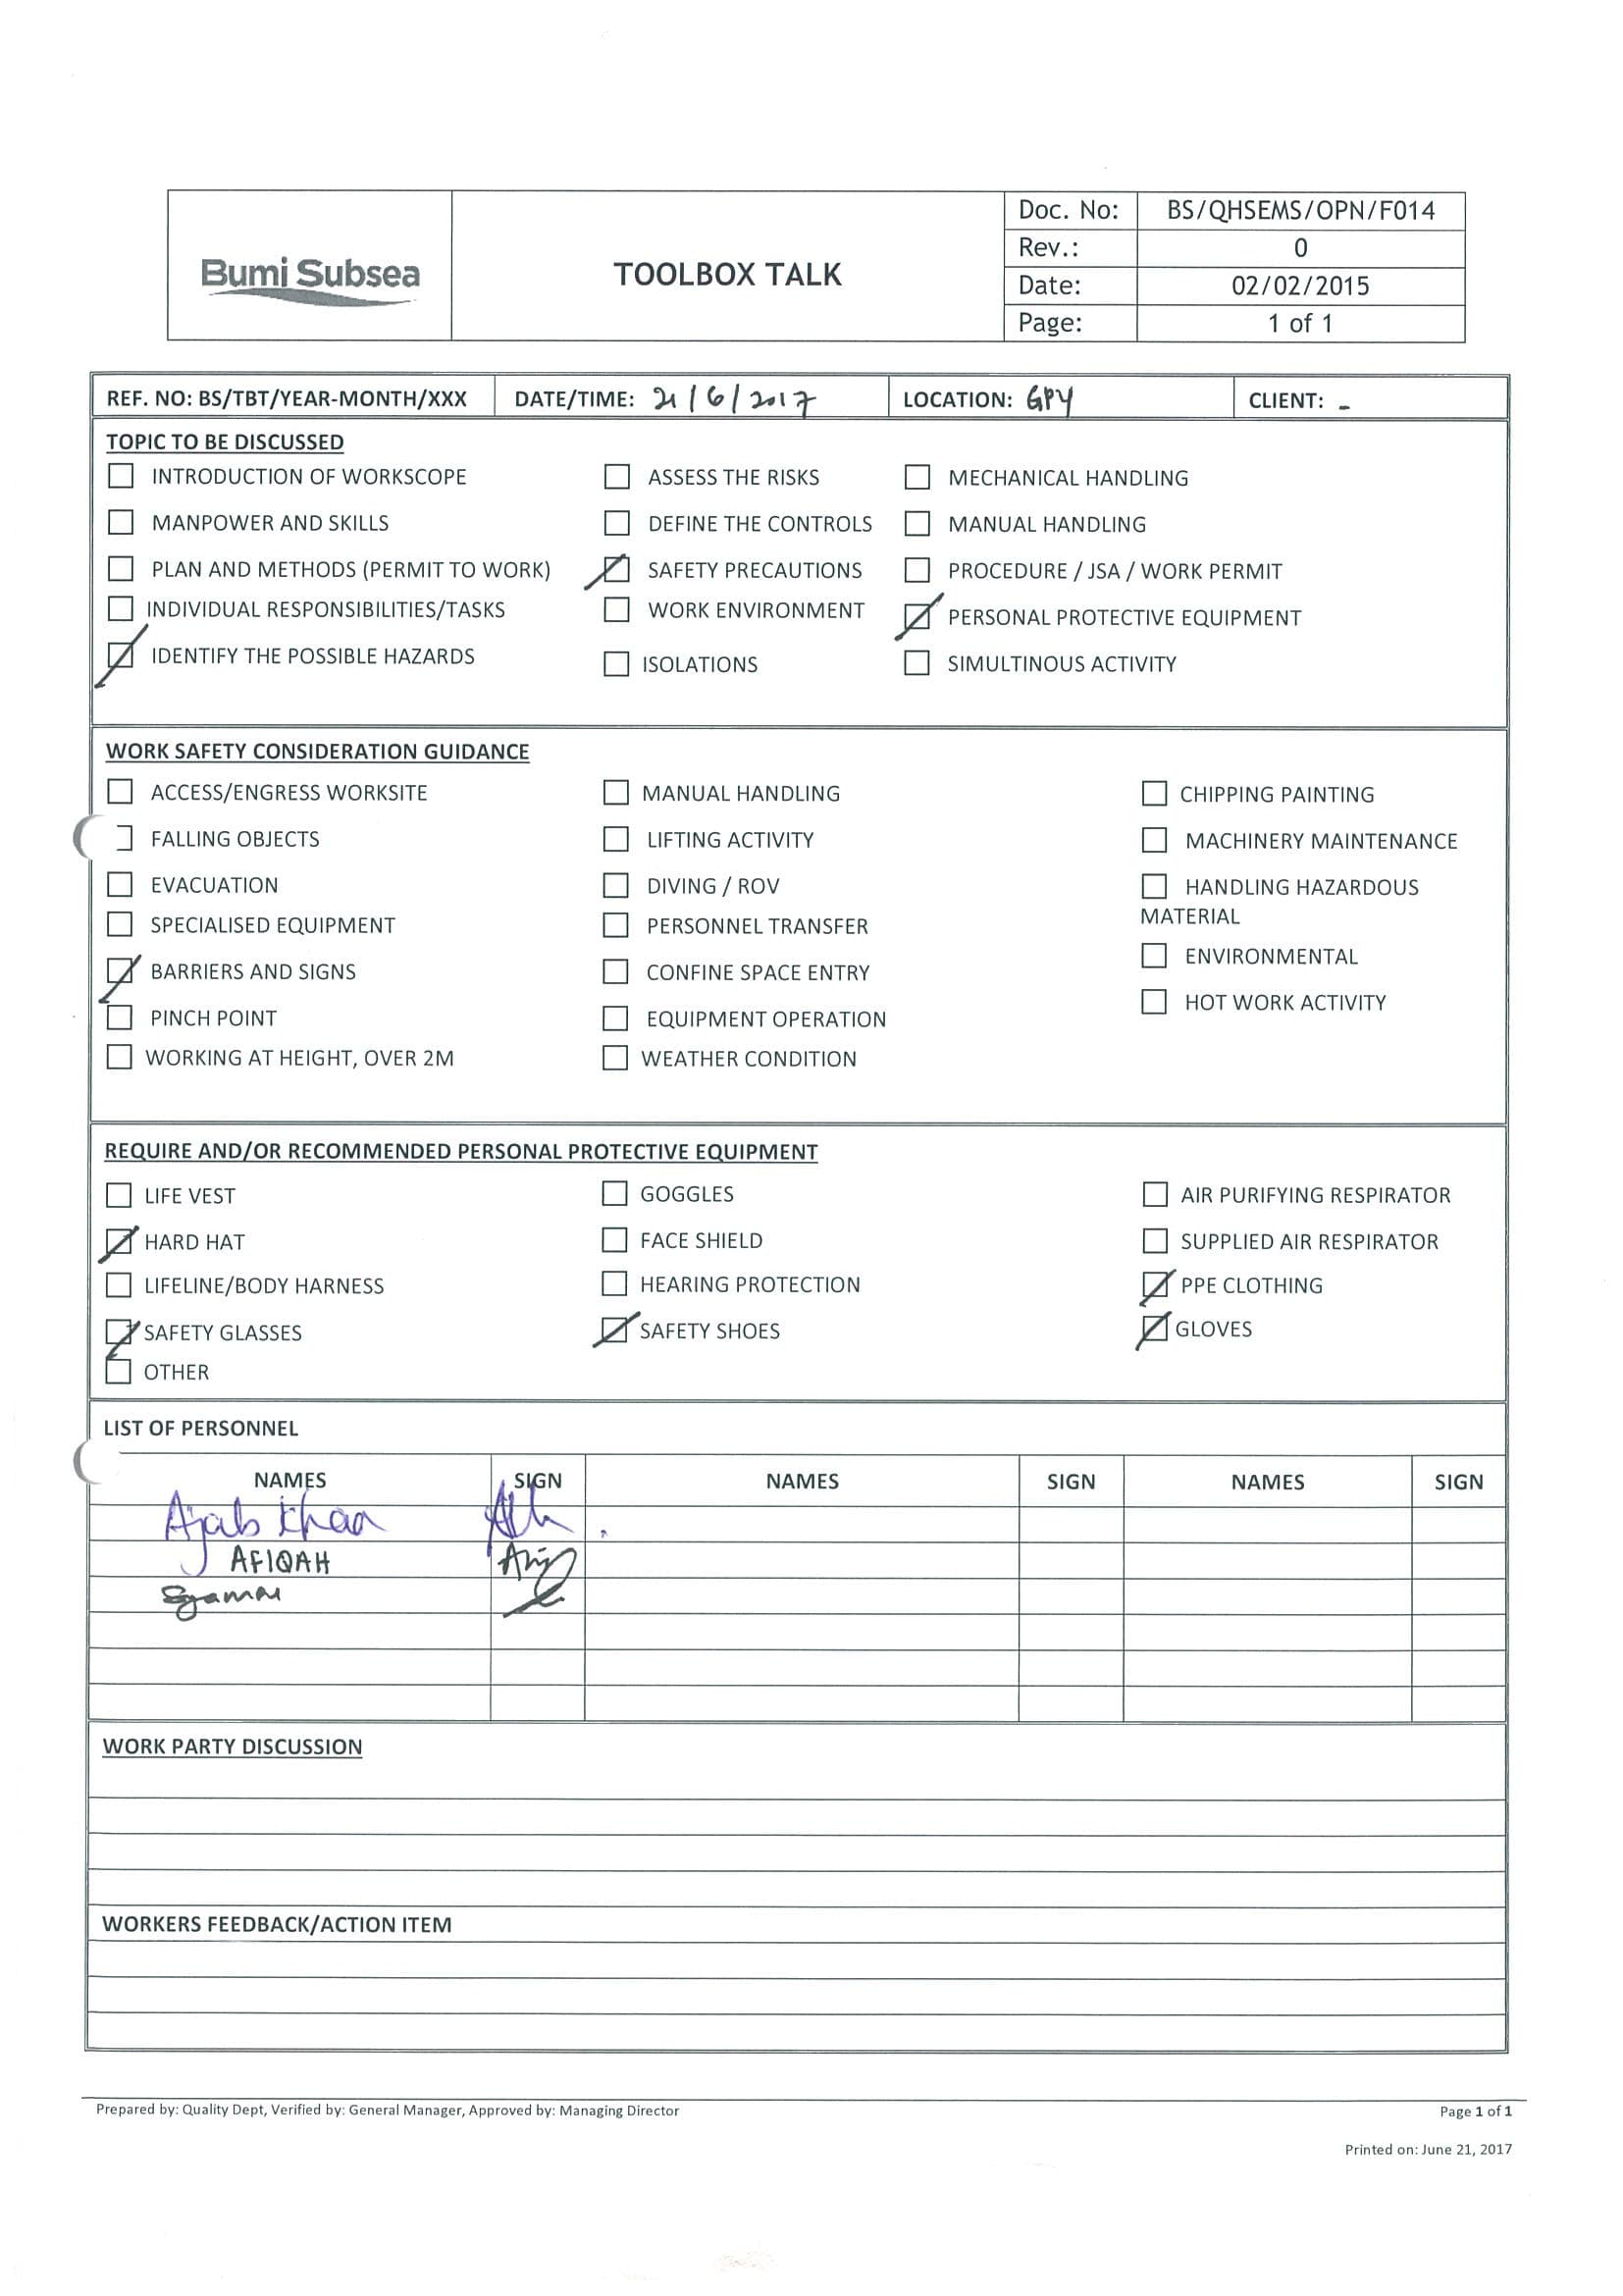 Bumi Subsea
TOOLBOX TALK
Doc. No: BS/QHSEMS/OPN/F014
Rev.: 0
Date: 02/02/2015
Page: 1 of 1
REF. NO: BS/TBT/YEAR-MONTH/XXX DATE/TIME: 21/6/2017 LOCATION: GPY CLIENT: -
TOPIC TO BE DISCUSSED
INTRODUCTION OF WORKSCOPE ASSESS THE RISKS MECHANICAL HANDLING
MANPOWER AND SKILLS DEFINE THE CONTROLS MANUAL HANDLING
PLAN AND METHODS (PERMIT TO WORK) SAFETY PRECAUTIONS PROCEDURE / JSA / WORK PERMIT
INDIVIDUAL RESPONSIBILITIES/TASKS WORK ENVIRONMENT PERSONAL PROTECTIVE EQUIPMENT
IDENTIFY THE POSSIBLE HAZARDS ISOLATIONS SIMULTINOUS ACTIVITY
WORK SAFETY CONSIDERATION GUIDANCE
ACCESS/ENGRESS WORKSITE MANUAL HANDLING CHIPPING PAINTING
FALLING OBJECTS LIFTING ACTIVITY MACHINERY MAINTENANCE
EVACUATION DIVING / ROV HANDLING HAZARDOUS
MATERIAL
SPECIALISED EQUIPMENT PERSONNEL TRANSFER ENVIRONMENTAL
BARRIERS AND SIGNS CONFINE SPACE ENTRY HOT WORK ACTIVITY
PINCH POINT EQUIPMENT OPERATION
WORKING AT HEIGHT, OVER 2M WEATHER CONDITION
REQUIRE AND/OR RECOMMENDED PERSONAL PROTECTIVE EQUIPMENT
LIFE VEST GOGGLES AIR PURIFYING RESPIRATOR
HARD HAT FACE SHIELD SUPPLIED AIR RESPIRATOR
LIFELINE/BODY HARNESS HEARING PROTECTION PPE CLOTHING
SAFETY GLASSES SAFETY SHOES GLOVES
OTHER
LIST OF PERSONNEL
NAMES SIGN NAMES SIGN NAMES SIGN
Ajab Khan
AFIQAH
WORK PARTY DISCUSSION
WORKERS FEEDBACK/ACTION ITEM
Prepared by: Quality Dept, Verified by: General Manager, Approved by: Managing Director Page 1 of 1
Printed on: June 21, 2017